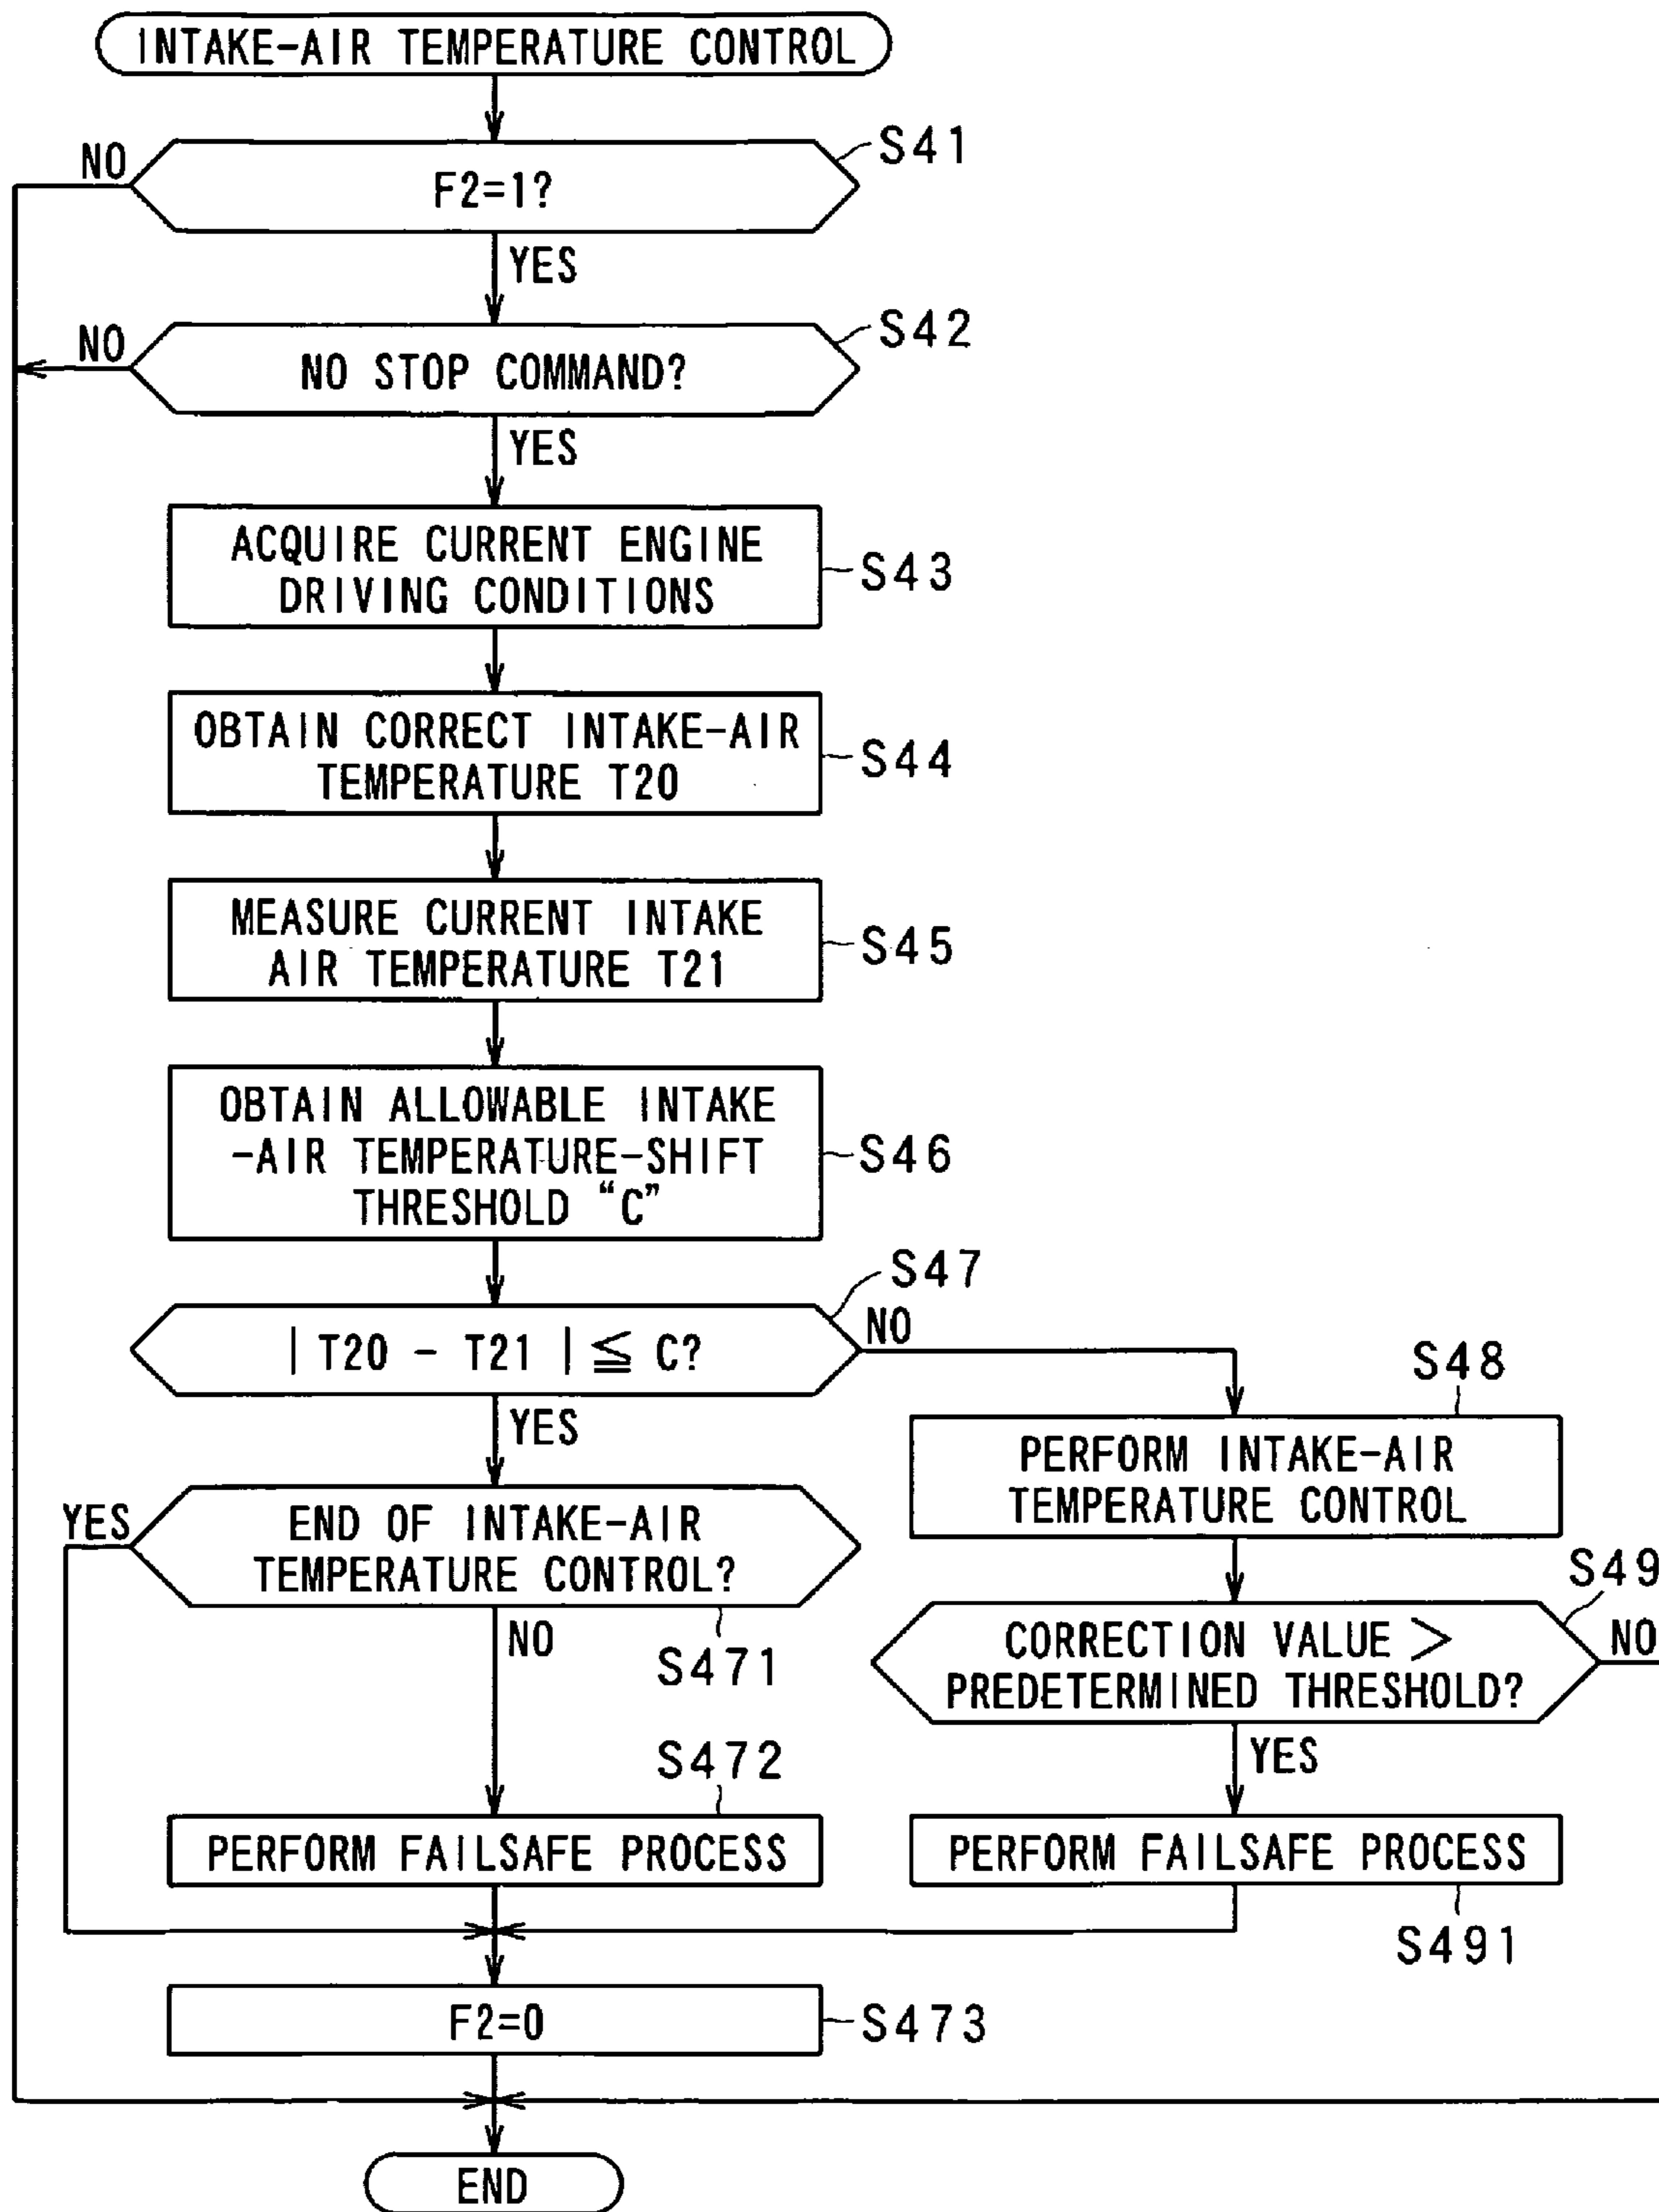 INTAKE-AIR TEMPERATURE CONTROL
S41
NO
F2=1?
YES
S42
NO
NO STOP COMMAND?
YES
ACQUIRE CURRENT ENGINE
DRIVING CONDITIONS
S43
OBTAIN CORRECT INTAKE-AIR
TEMPERATURE T20
S44
MEASURE CURRENT INTAKE
AIR TEMPERATURE T21
S45
OBTAIN ALLOWABLE INTAKE
-AIR TEMPERATURE-SHIFT
THRESHOLD “C”
S46
S47
| T20 - T21 | ≦ C?
NO
YES
S48
PERFORM INTAKE-AIR
TEMPERATURE CONTROL
YES
END OF INTAKE-AIR
TEMPERATURE CONTROL?
NO
S471
S49
CORRECTION VALUE >
PREDETERMINED THRESHOLD?
NO
YES
S472
PERFORM FAILSAFE PROCESS
PERFORM FAILSAFE PROCESS
S491
F2=0
S473
END